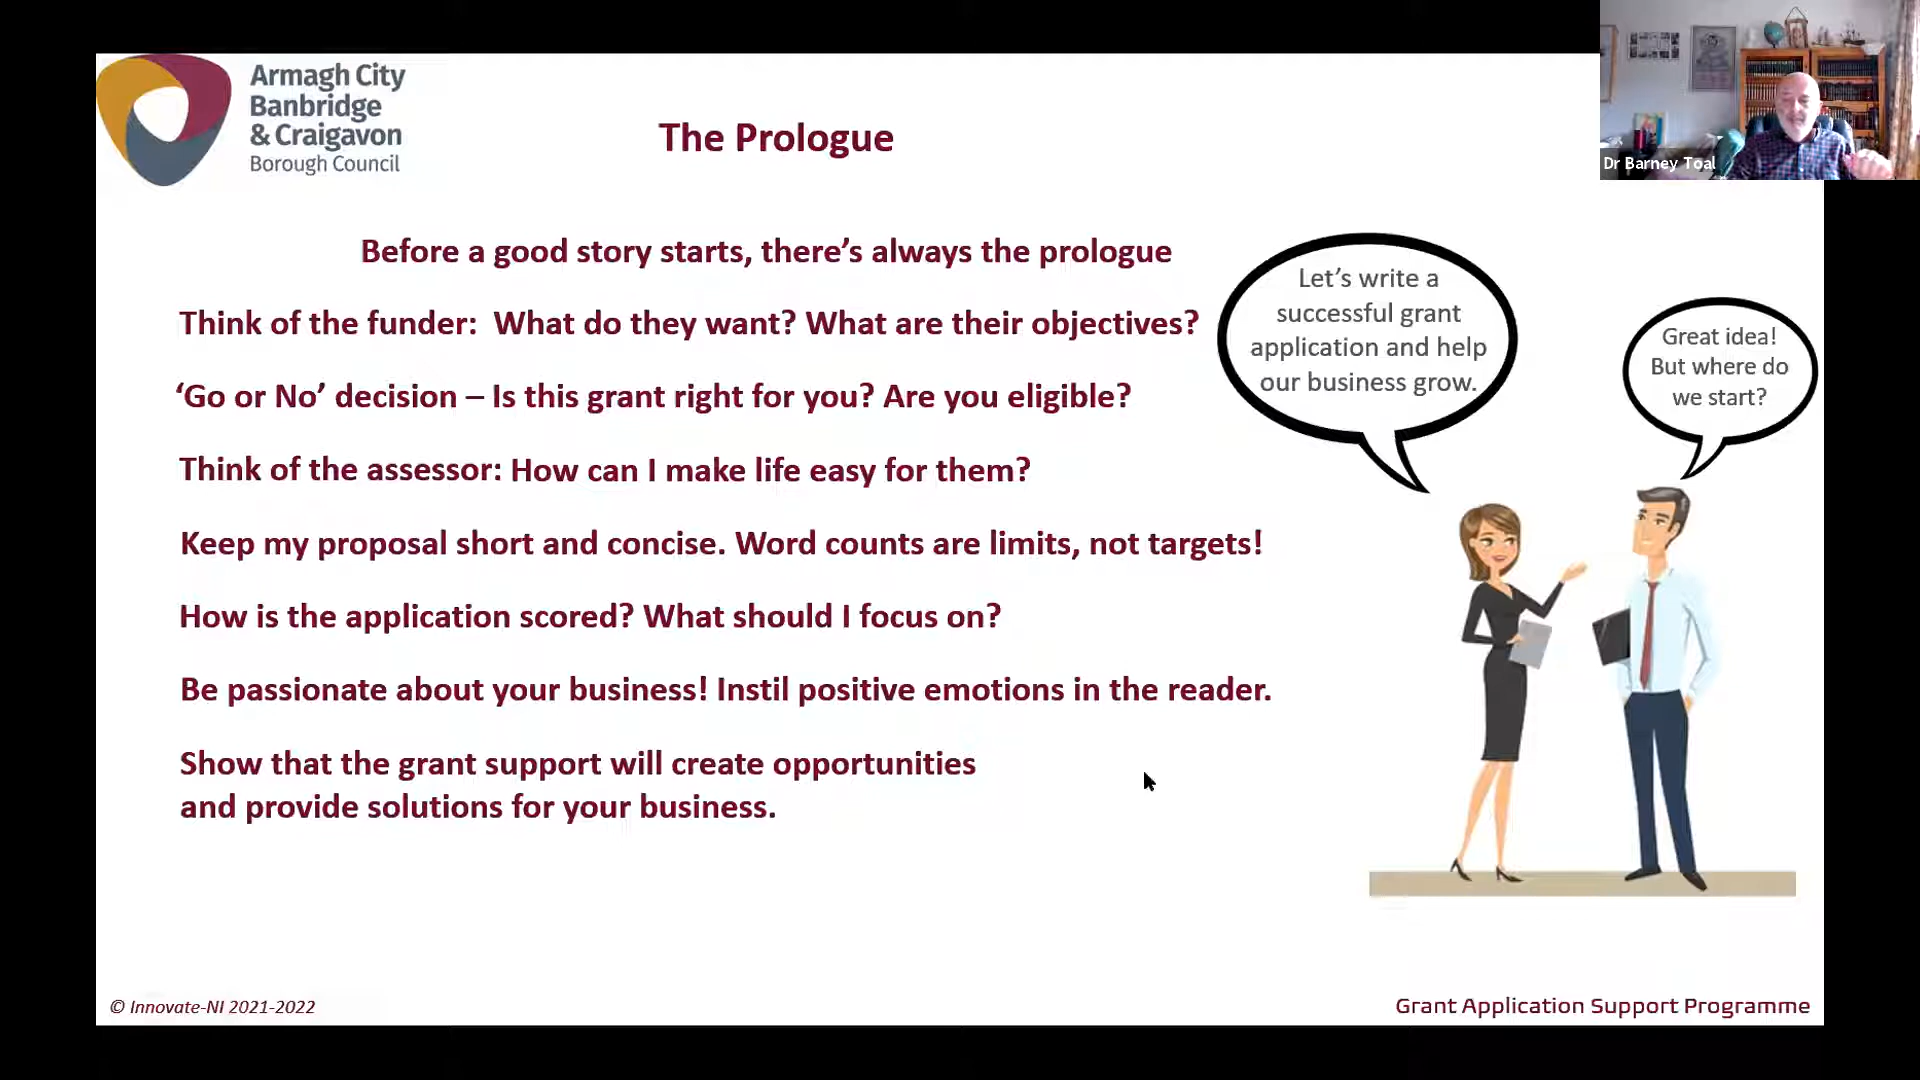 Armagh City
Banbridge
& Craigavon
Borough Council
The Prologue
Dr Barney Toal
Before a good story starts, there’s always the prologue
Think of the funder:  What do they want? What are their objectives?
‘Go or No’ decision – Is this grant right for you? Are you eligible?
Think of the assessor: How can I make life easy for them?
Keep my proposal short and concise. Word counts are limits, not targets!
How is the application scored? What should I focus on?
Be passionate about your business! Instil positive emotions in the reader.
Show that the grant support will create opportunities
and provide solutions for your business.
Let’s write a
successful grant
application and help
our business grow.
Great idea!
But where do
we start?
© Innovate-NI 2021-2022
Grant Application Support Programme